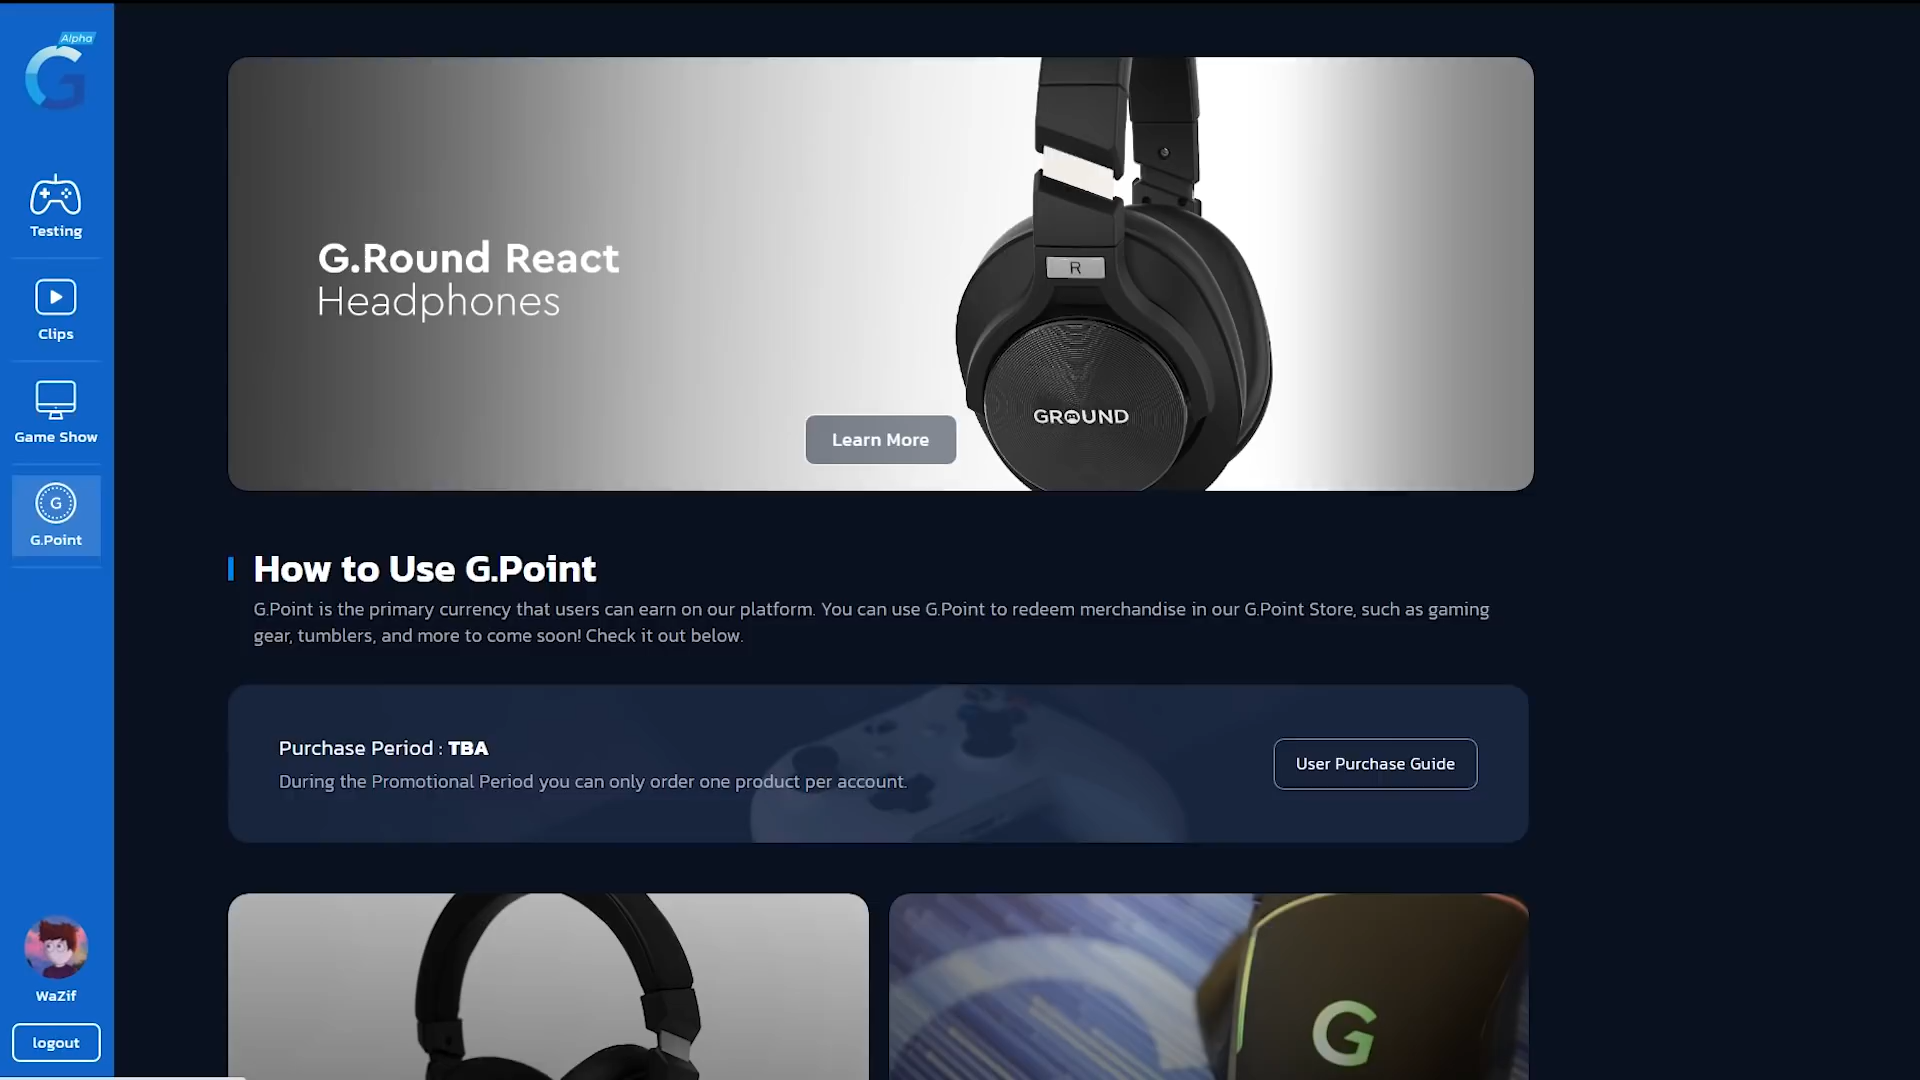 Alpha
G
Testing
Clips
Game Show
G
G.Point
WaZif
logout
G.Round React
Headphones
R
GROUND
Learn More
How to Use G.Point
G.Point is the primary currency that users can earn on our platform. You can use G.Point to redeem merchandise in our G.Point Store, such as gaming
gear, tumblers, and more to come soon! Check it out below.
Purchase Period : TBA
During the Promotional Period you can only order one product per account.
User Purchase Guide
G